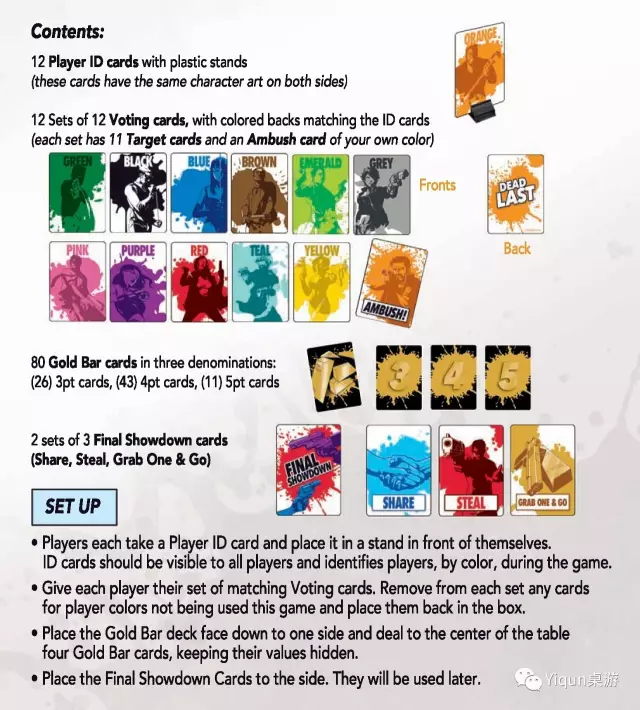 Contents:
12 Player ID cards with plastic stands
(these cards have the same character art on both sides)
ORANGE
12 Sets of 12 Voting cards, with colored backs matching the ID cards
(each set has 11 Target cards and an Ambush card of your own color)
GREEN
BLACK
BLUE
BROWN
EMERALD
GREY
Fronts
DEAD
LAST
Back
PINK
PURPLE
RED
TEAL
YELLOW
AMBUSH!
80 Gold Bar cards in three denominations:
(26) 3pt cards, (43) 4pt cards, (11) 5pt cards
3
4
5
2 sets of 3 Final Showdown cards
(Share, Steal, Grab One & Go)
FINAL
SHOWDOWN
SHARE
STEAL
GRAB ONE & GO
SET UP
• Players each take a Player ID card and place it in a stand in front of themselves.
ID cards should be visible to all players and identifies players, by color, during the game.
• Give each player their set of matching Voting cards. Remove from each set any cards
for player colors not being used this game and place them back in the box.
• Place the Gold Bar deck face down to one side and deal to the center of the table
four Gold Bar cards, keeping their values hidden.
• Place the Final Showdown Cards to the side. They will be used later.
Yiqun桌游